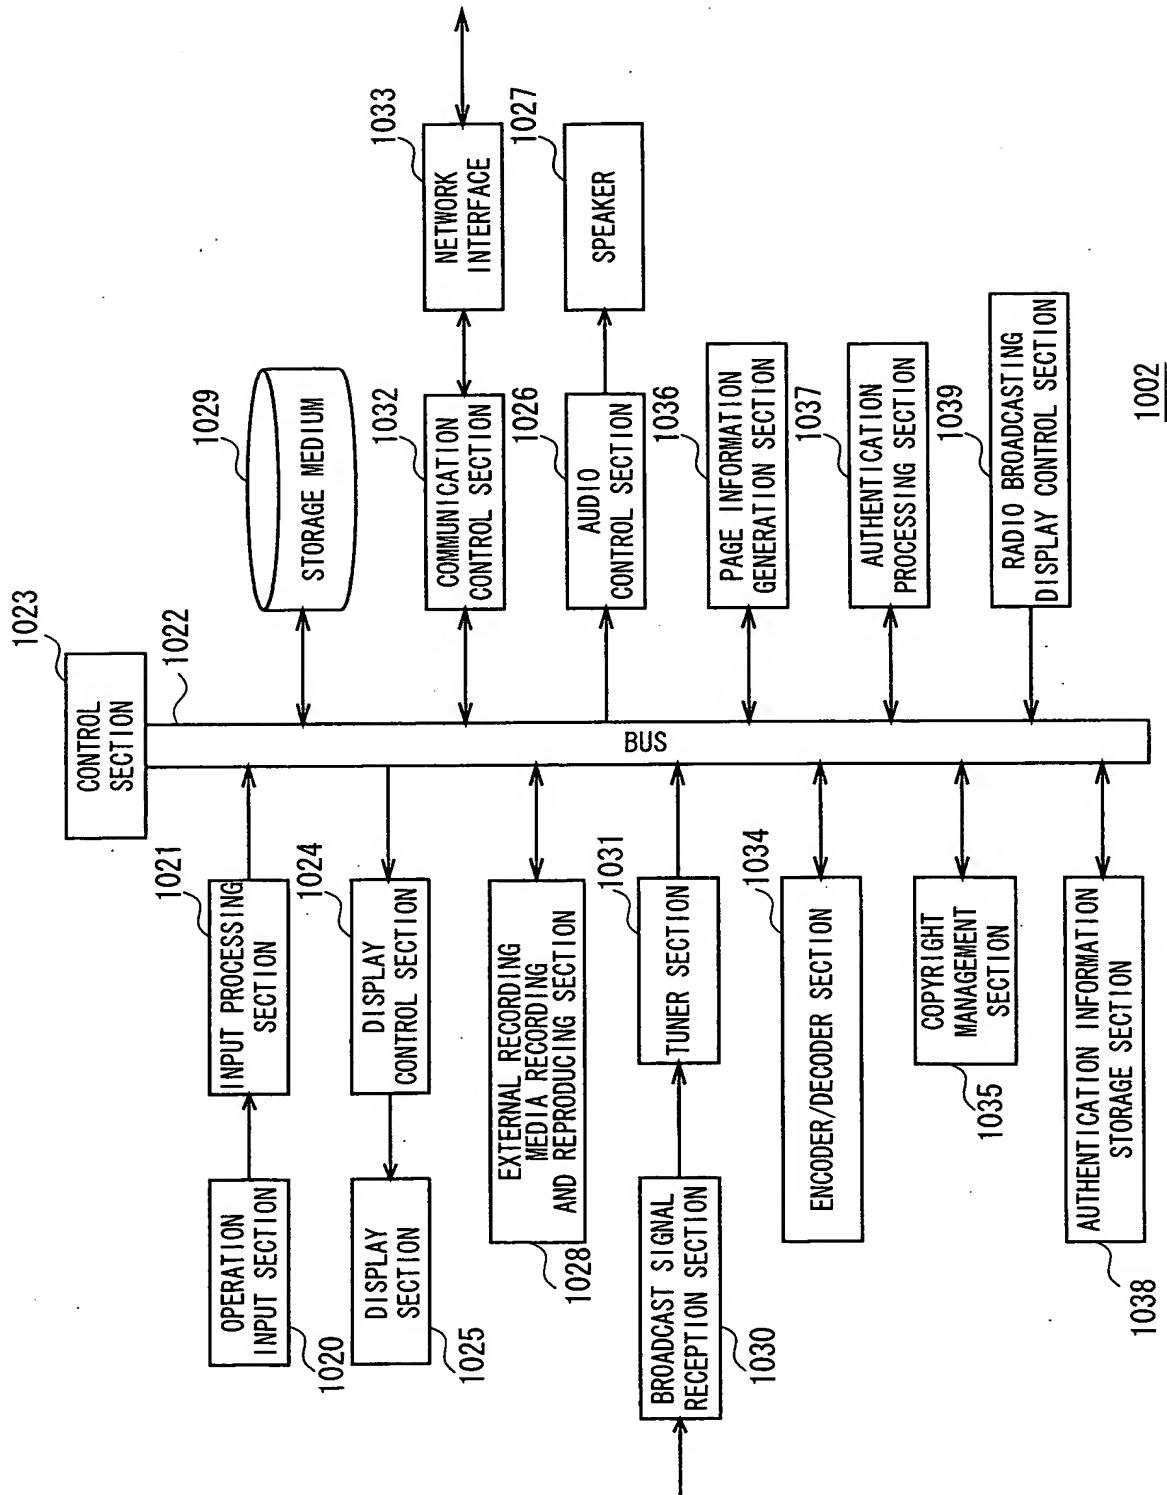 1023
CONTROL
SECTION
1022
BUS
1020
OPERATION
INPUT SECTION
1021
INPUT PROCESSING
SECTION
1025
DISPLAY
SECTION
1024
DISPLAY
CONTROL SECTION
1028
EXTERNAL RECORDING
MEDIA RECORDING
AND REPRODUCING SECTION
1030
BROADCAST SIGNAL
RECEPTION SECTION
1031
TUNER SECTION
1034
ENCODER/DECODER SECTION
1035
COPYRIGHT
MANAGEMENT
SECTION
1038
AUTHENTICATION INFORMATION
STORAGE SECTION
1029
STORAGE MEDIUM
1032
COMMUNICATION
CONTROL SECTION
1033
NETWORK
INTERFACE
1026
AUDIO
CONTROL SECTION
1027
SPEAKER
1036
PAGE INFORMATION
GENERATION SECTION
1037
AUTHENTICATION
PROCESSING SECTION
1039
RADIO BROADCASTING
DISPLAY CONTROL SECTION
1002